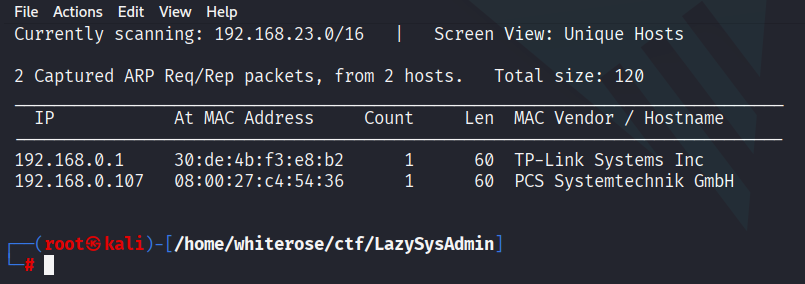 File Actions Edit View Help
Currently scanning: 192.168.23.0/16 | Screen View: Unique Hosts
2 Captured ARP Req/Rep packets, from 2 hosts. Total size: 120
IP At MAC Address Count Len MAC Vendor / Hostname
192.168.0.1 30:de:4b:f3:e8:b2 1 60 TP-Link Systems Inc
192.168.0.107 08:00:27:c4:54:36 1 60 PCS Systemtechnik GmbH
┌──(root㉿kali)-[/home/whiterose/ctf/LazySysAdmin]
└─#